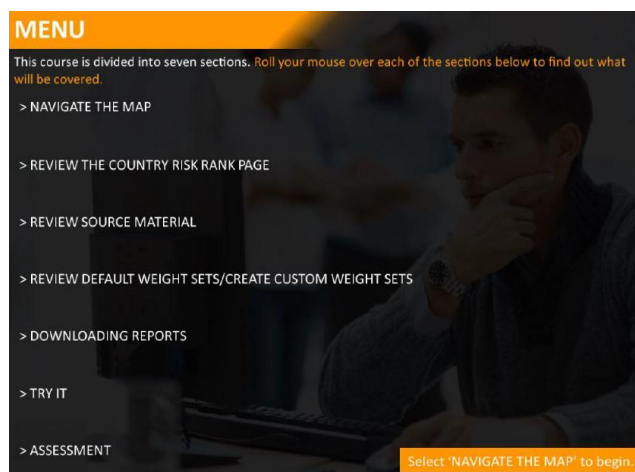 MENU
This course is divided into seven sections. Roll your mouse over each of the sections below to find out what
will be covered.
> NAVIGATE THE MAP
> REVIEW THE COUNTRY RISK RANK PAGE
> REVIEW SOURCE MATERIAL
> REVIEW DEFAULT WEIGHT SETS/CREATE CUSTOM WEIGHT SETS
> DOWNLOADING REPORTS
> TRY IT
> ASSESSMENT
Select ‘NAVIGATE THE MAP’ to begin.